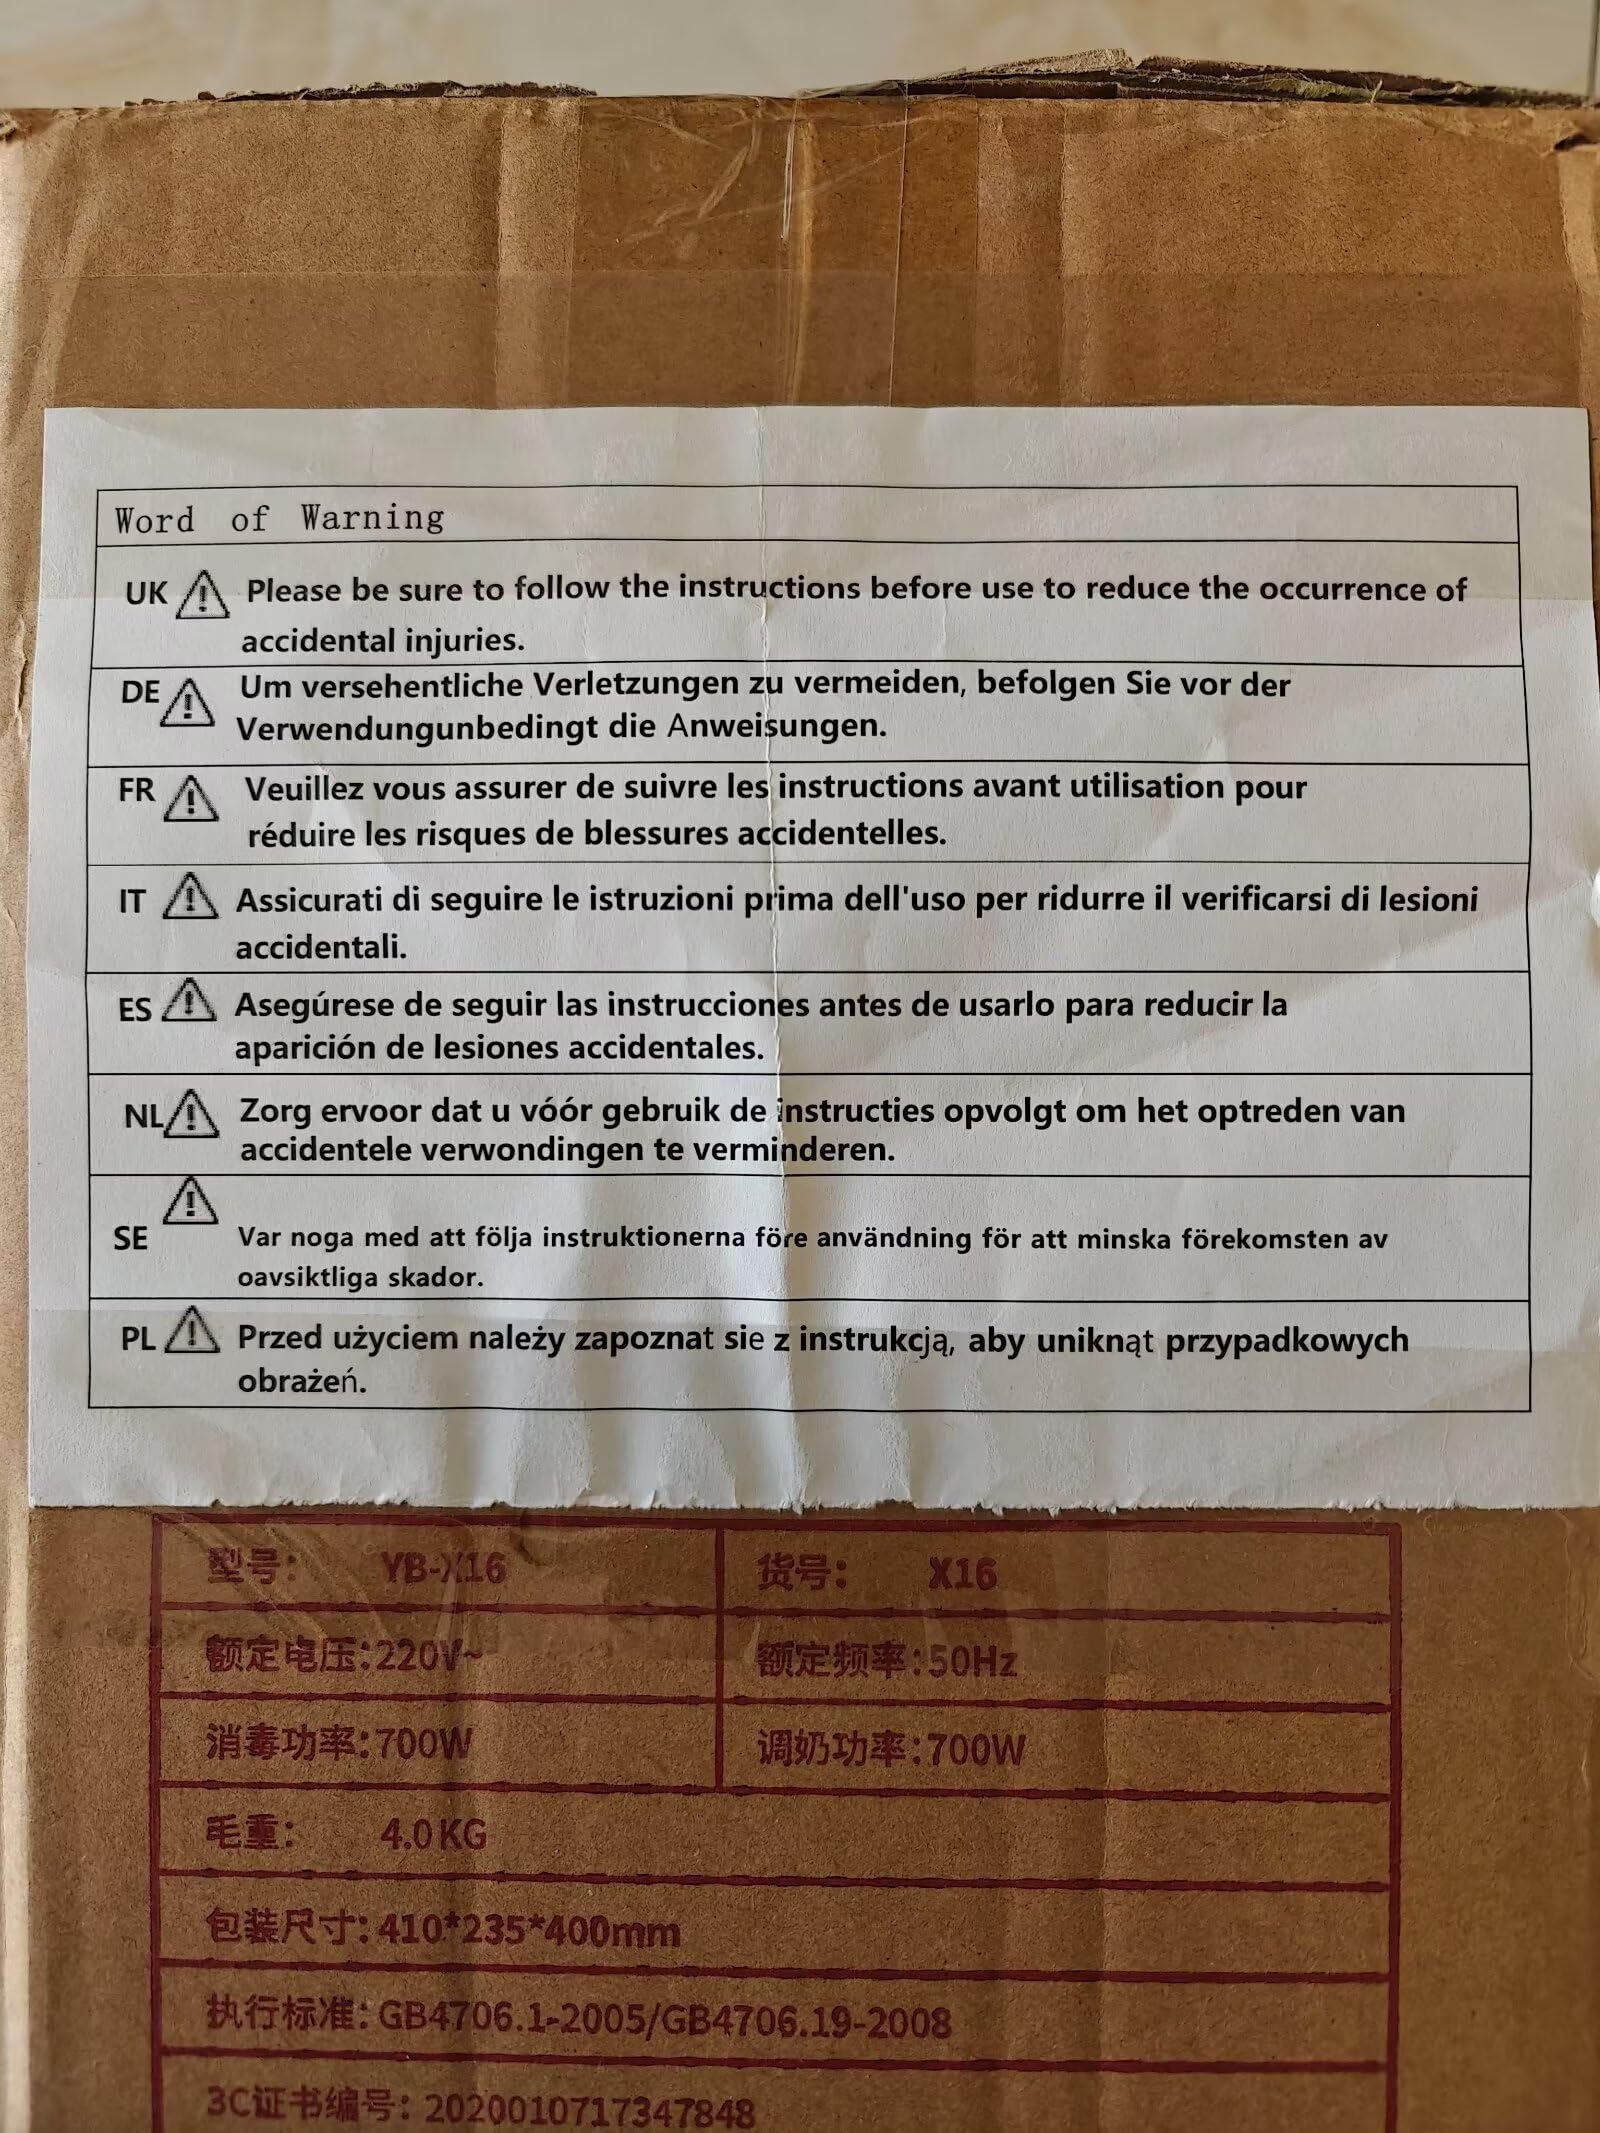 Word of Warning
UK Please be sure to follow the instructions before use to reduce the occurrence of
accidental injuries.
DE Um versehentliche Verletzungen zu vermeiden, befolgen Sie vor der
Verwendungunbedingt die Anweisungen.
FR Veuillez vous assurer de suivre les instructions avant utilisation pour
réduire les risques de blessures accidentelles.
IT Assicurati di seguire le istruzioni prima dell'uso per ridurre il verificarsi di lesioni
accidentali.
ES Asegúrese de seguir las instrucciones antes de usarlo para reducir la
aparición de lesiones accidentales.
NL Zorg ervoor dat u vóór gebruik de instructies opvolgt om het optreden van
accidentele verwondingen te verminderen.
SE Var noga med att följa instruktionerna före användning för att minska förekomsten av
oavsiktliga skador.
PL Przed użyciem należy zapoznat sie z instrukcją, aby uniknąt przypadkowych
obrażeń.
型号: YB-X16 货号: X16
额定电压:220V~ 额定频率:50Hz
消毒功率:700W 调奶功率:700W
毛重: 4.0KG
包装尺寸:410*235*400mm
执行标准:GB4706.1-2005/GB4706.19-2008
3C证书编号: 2020010717347848